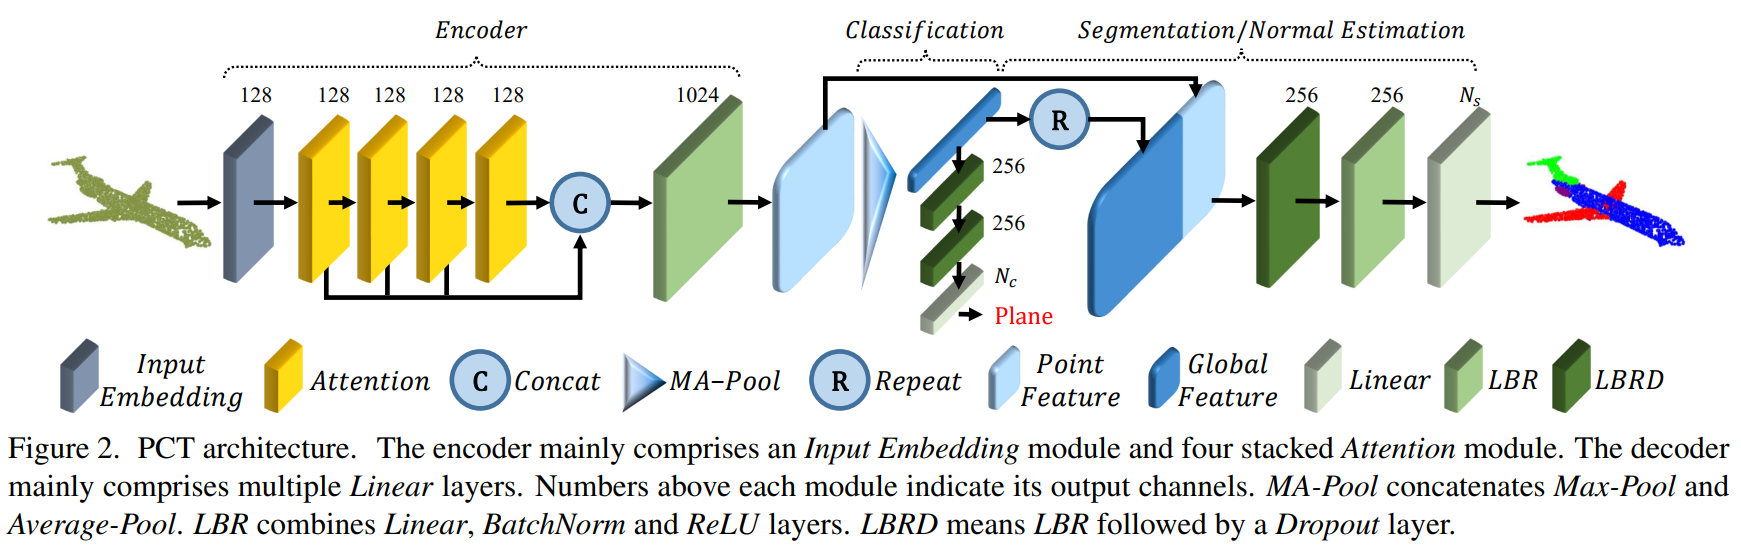 Encoder
Classification
Segmentation/Normal Estimation
128
128
128
128
128
1024
256
256
N_s
R
256
C
256
N_c
Plane
Input Embedding
Attention
C
Concat
MA–Pool
R
Repeat
Point Feature
Global Feature
Linear
LBR
LBRD
Figure 2. PCT architecture. The encoder mainly comprises an Input Embedding module and four stacked Attention module. The decoder
mainly comprises multiple Linear layers. Numbers above each module indicate its output channels. MA-Pool concatenates Max-Pool and
Average-Pool. LBR combines Linear, BatchNorm and ReLU layers. LBRD means LBR followed by a Dropout layer.